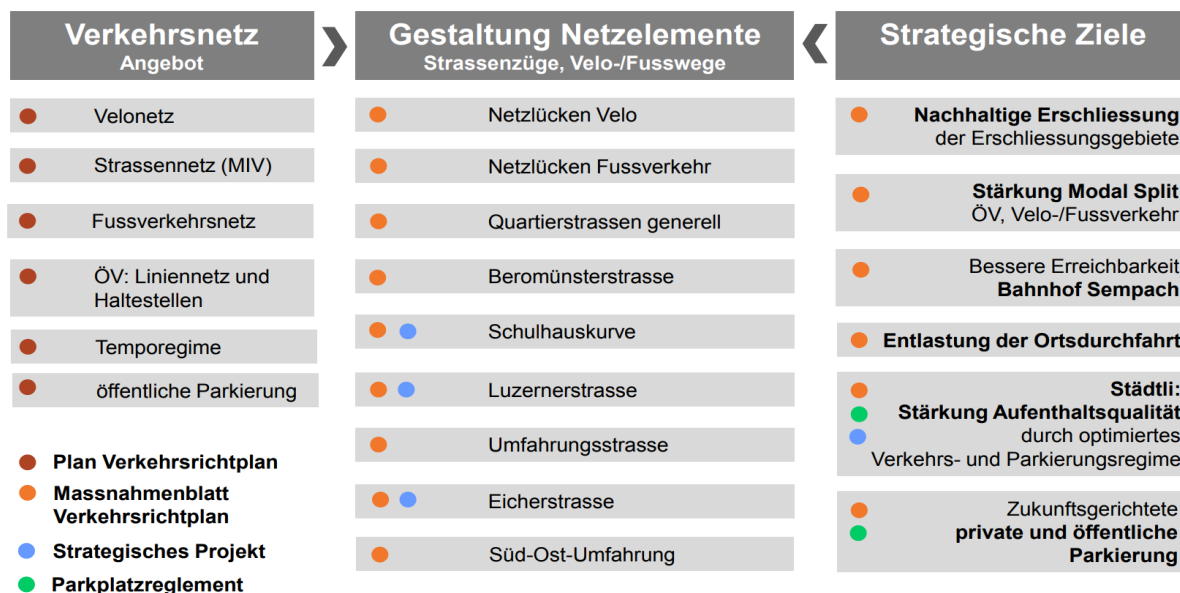 Verkehrsnetz
Angebot
Velonetz
Strassennetz (MIV)
Fussverkehrsnetz
ÖV: Liniennetz und
Haltestellen
Temporegime
öffentliche Parkierung
Plan Verkehrsrichtplan
Massnahmenblatt
Verkehrsrichtplan
Strategisches Projekt
Parkplatzreglement
Gestaltung Netzelemente
Strassenzüge, Velo-/Fusswege
Netzlücken Velo
Netzlücken Fussverkehr
Quartierstrassen generell
Beromünsterstrasse
Schulhauskurve
Luzernerstrasse
Umfahrungsstrasse
Eicherstrasse
Süd-Ost-Umfahrung
Strategische Ziele
Nachhaltige Erschliessung
der Erschliessungsgebiete
Stärkung Modal Split
ÖV, Velo-/Fussverkehr
Bessere Erreichbarkeit
Bahnhof Sempach
Entlastung der Ortsdurchfahrt
Städtli:
Stärkung Aufenthaltsqualität
durch optimiertes
Verkehrs- und Parkierungsregime
Zukunftsgerichtete
private und öffentliche
Parkierung